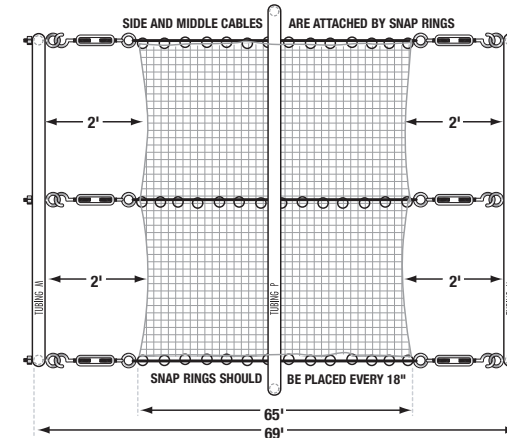 SIDE AND MIDDLE CABLES ARE ATTACHED BY SNAP RINGS
2' 2'
2' 2'
TUBING P
SNAP RINGS SHOULD BE PLACED EVERY 18"
65'
69'